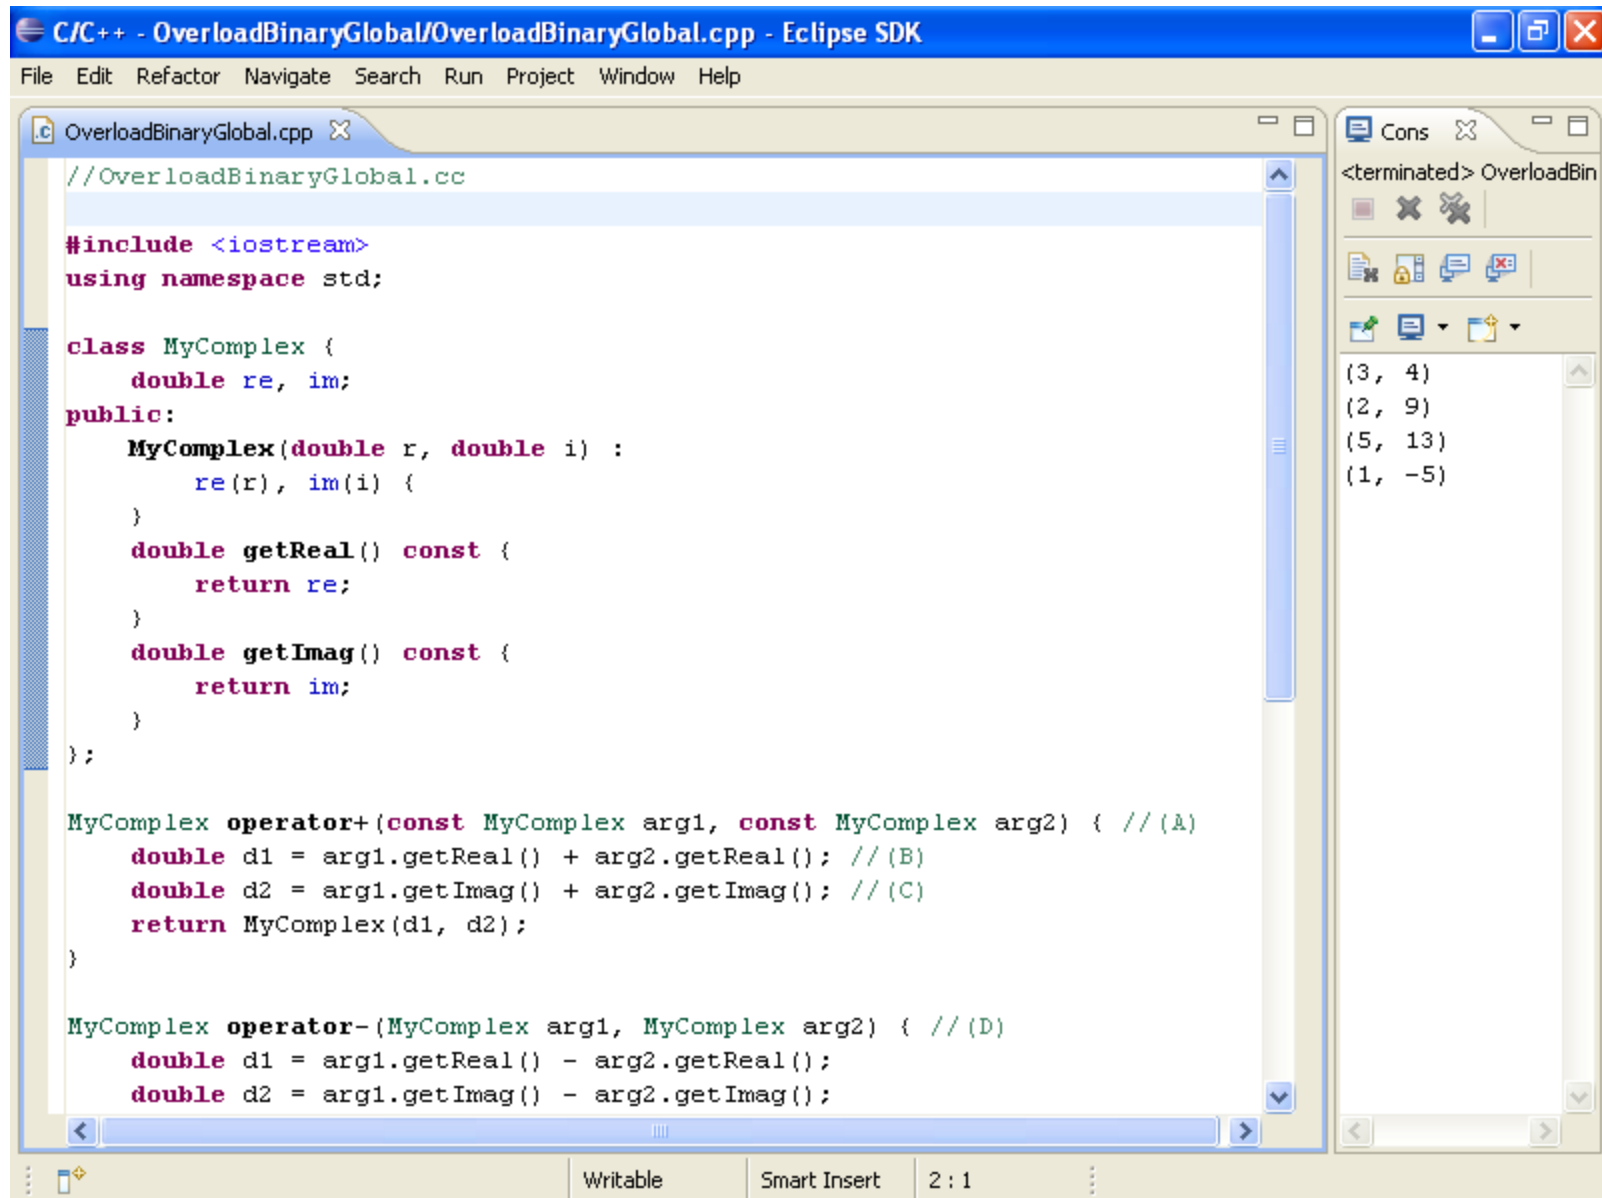 C/C++ - OverloadBinaryGlobal/OverloadBinaryGlobal.cpp - Eclipse SDK
File Edit Refactor Navigate Search Run Project Window Help
OverloadBinaryGlobal.cpp
//OverloadBinaryGlobal.cc
#include <iostream>
using namespace std;
class MyComplex {
double re, im;
public:
MyComplex(double r, double i) :
re(r), im(i) {
}
double getReal() const {
return re;
}
double getImag() const {
return im;
}
};
MyComplex operator+(const MyComplex arg1, const MyComplex arg2) { //(A)
double d1 = arg1.getReal() + arg2.getReal(); //(B)
double d2 = arg1.getImag() + arg2.getImag(); //(C)
return MyComplex(d1, d2);
}
MyComplex operator-(MyComplex arg1, MyComplex arg2) { //(D)
double d1 = arg1.getReal() - arg2.getReal();
double d2 = arg1.getImag() - arg2.getImag();
Cons
<terminated> OverloadBin
(3, 4)
(2, 9)
(5, 13)
(1, -5)
Writable Smart Insert 2 : 1